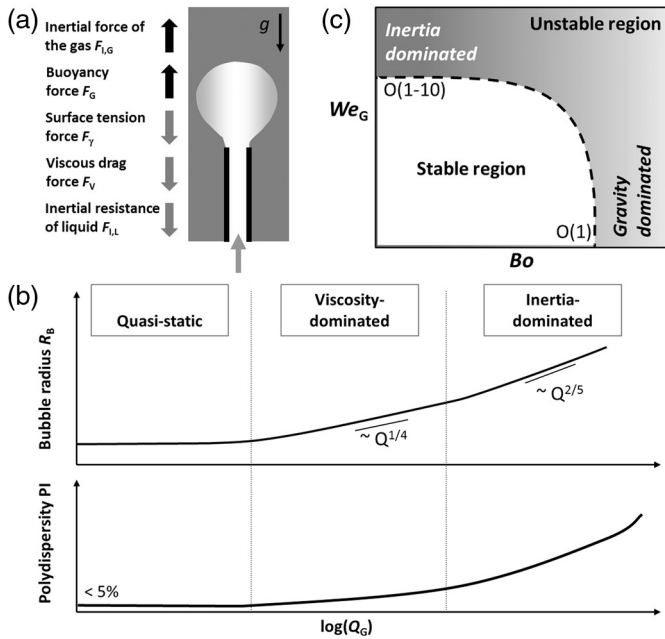 (a)
Inertial force of
the gas F_I,G
Buoyancy
force F_G
Surface tension
force F_γ
Viscous drag
force F_V
Inertial resistance
of liquid F_I,L
g
(c)
Inertia
dominated
Unstable region
O(1-10)
We_G
Stable region
O(1)
Gravity
dominated
Bo
(b)
Quasi-static
Viscosity-
dominated
Inertia-
dominated
Bubble radius R_B
~ Q^1/4
~ Q^2/5
Polydispersity PI
< 5%
log(Q_G)